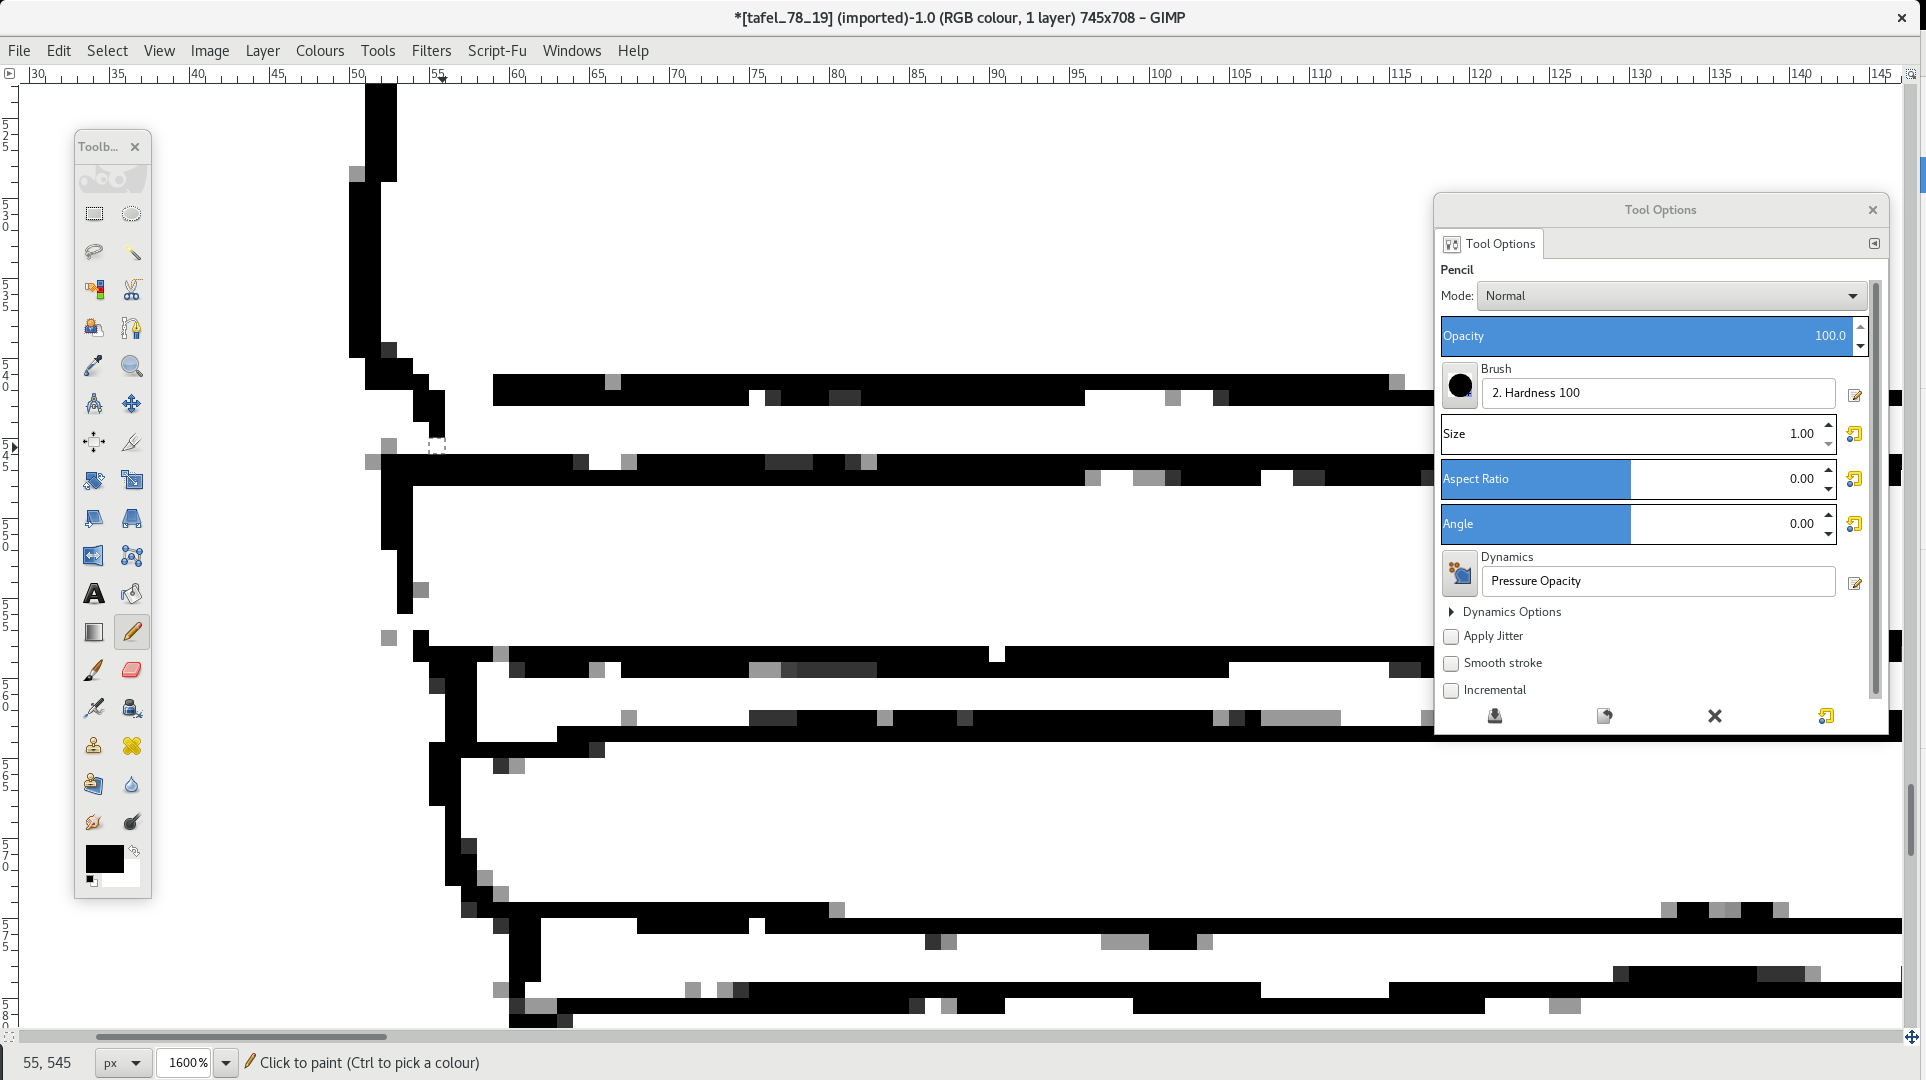 *[tafel_78_19] (imported)-1.0 (RGB colour, 1 layer) 745x708 – GIMP
File Edit Select View Image Layer Colours Tools Filters Script-Fu Windows Help
30 35 40 45 50 55 60 65 70 75 80 85 90 95 100 105 110 115 120 125 130 135 140 145
525
530
535
540
545
550
555
560
565
570
575
580
Toolb...
Tool Options
Tool Options
Pencil
Mode: Normal
Opacity 100.0
Brush
2. Hardness 100
Size 1.00
Aspect Ratio 0.00
Angle 0.00
Dynamics
Pressure Opacity
Dynamics Options
Apply Jitter
Smooth stroke
Incremental
55, 545 px 1600% Click to paint (Ctrl to pick a colour)